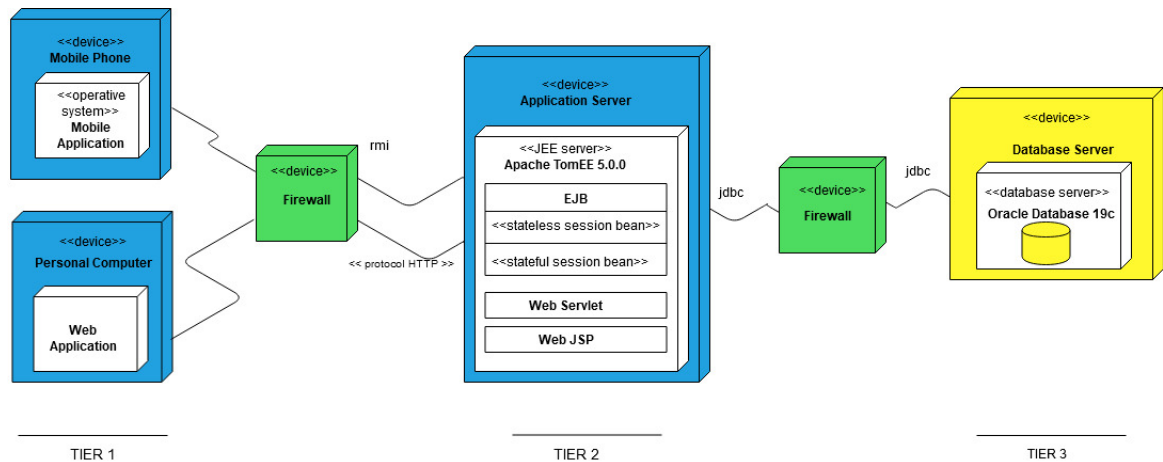 <<device>>
Mobile Phone
<<operative
system>>
Mobile
Application
<<device>>
Personal Computer
Web
Application
<<device>>
Firewall
rmi
<< protocol HTTP >>
<<device>>
Application Server
<<JEE server>>
Apache TomEE 5.0.0
EJB
<<stateless session bean>>
<<stateful session bean>>
Web Servlet
Web JSP
jdbc
<<device>>
Firewall
jdbc
<<device>>
Database Server
<<database server>>
Oracle Database 19c
TIER 1
TIER 2
TIER 3